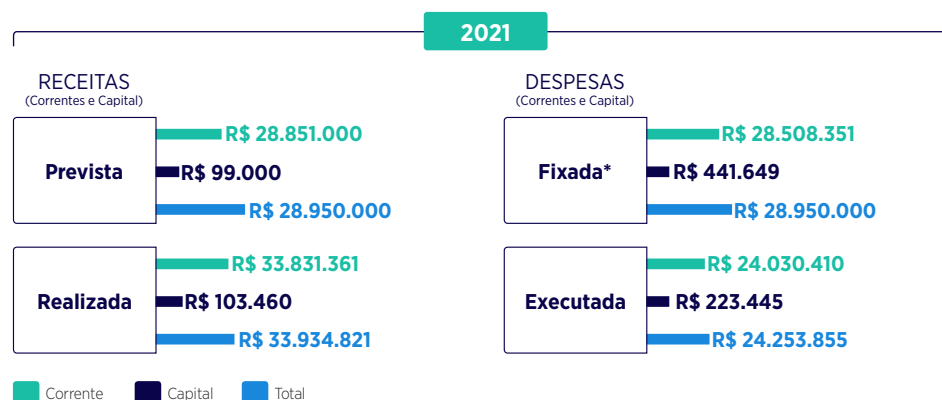 2021
RECEITAS
(Correntes e Capital)
Prevista
R$ 28.851.000
R$ 99.000
R$ 28.950.000
Realizada
R$ 33.831.361
R$ 103.460
R$ 33.934.821
DESPESAS
(Correntes e Capital)
Fixada*
R$ 28.508.351
R$ 441.649
R$ 28.950.000
Executada
R$ 24.030.410
R$ 223.445
R$ 24.253.855
Corrente
Capital
Total